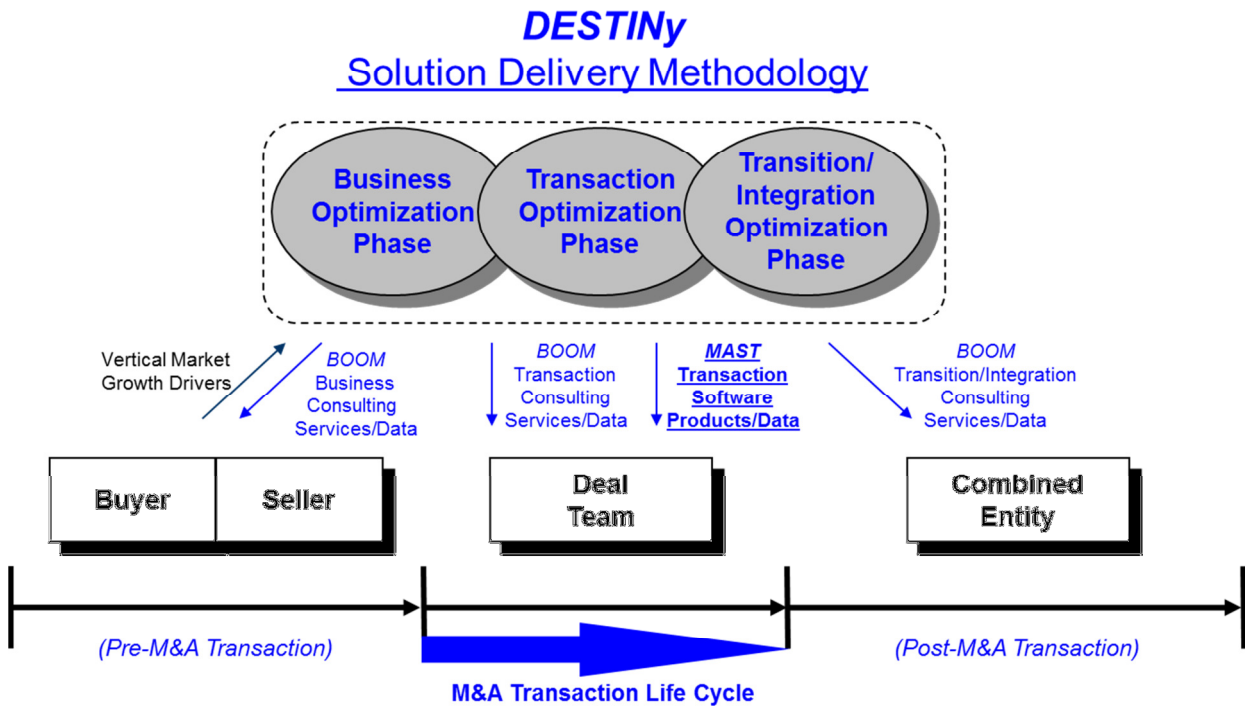 DESTINy
Solution Delivery Methodology
Business
Optimization
Phase
Transaction
Optimization
Phase
Transition/
Integration
Optimization
Phase
Vertical Market
Growth Drivers
BOOM
Business
Consulting
Services/Data
BOOM
Transaction
Consulting
Services/Data
MAST
Transaction
Software
Products/Data
BOOM
Transition/Integration
Consulting
Services/Data
Buyer
Seller
Deal
Team
Combined
Entity
(Pre-M&A Transaction)
(Post-M&A Transaction)
M&A Transaction Life Cycle